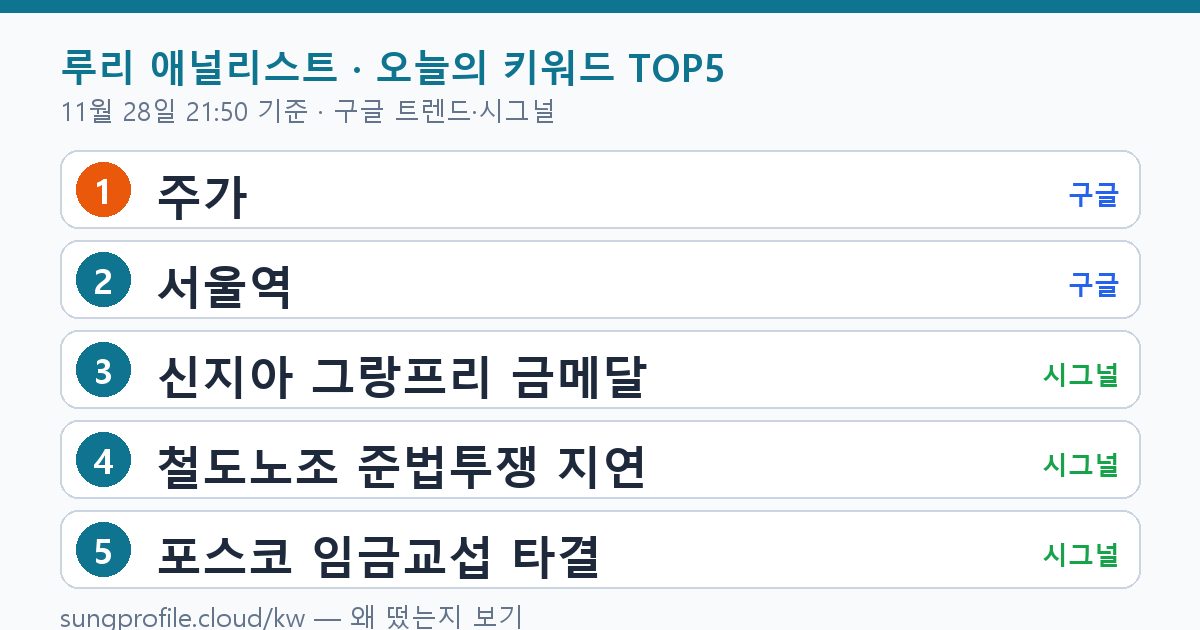 루리 애널리스트 · 오늘의 키워드 TOP5
11월 28일 21:50 기준 · 구글 트렌드·시그널
1 주가 구글
2 서울역 구글
3 신지아 그랑프리 금메달 시그널
4 철도노조 준법투쟁 지연 시그널
5 포스코 임금교섭 타결 시그널
sungprofile.cloud/kw — 왜 떴는지 보기